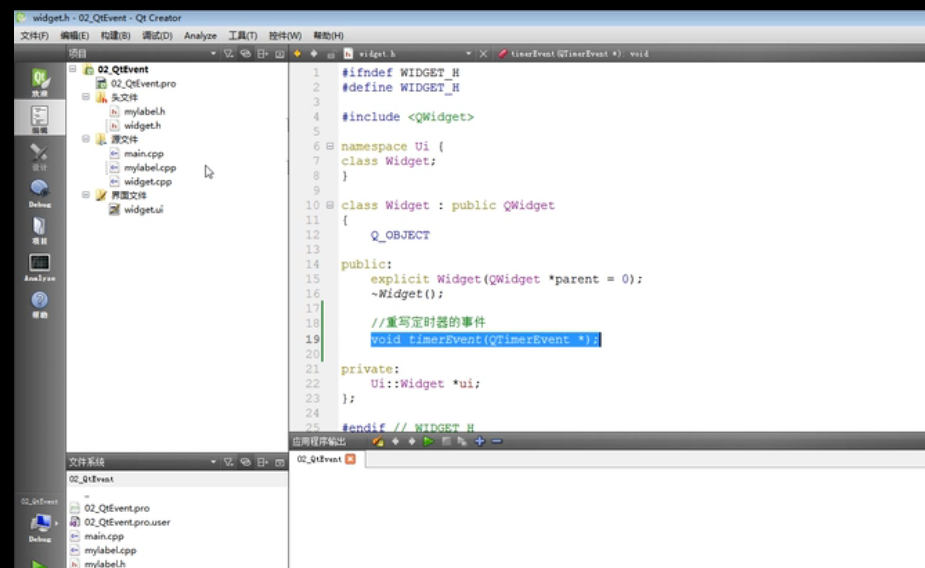 widget.h - 02_QtEvent - Qt Creator
文件(F) 编辑(E) 构建(B) 调试(D) Analyze 工具(T) 控件(W) 帮助(H)
项目
widget.h
timerEvent(QTimerEvent *): void
欢迎
编辑
设计
Debug
项目
Analyze
帮助
02_QtEvent
Debug
02_QtEvent
02_QtEvent.pro
头文件
mylabel.h
widget.h
源文件
main.cpp
mylabel.cpp
widget.cpp
界面文件
widget.ui
1 #ifndef WIDGET_H
2 #define WIDGET_H
3
4 #include <QWidget>
5
6 namespace Ui {
7 class Widget;
8 }
9
10 class Widget : public QWidget
11 {
12 Q_OBJECT
13
14 public:
15 explicit Widget(QWidget *parent = 0);
16 ~Widget();
17
18 //重写定时器的事件
19 void timerEvent(QTimerEvent *);
20
21 private:
22 Ui::Widget *ui;
23 };
24
25 #endif // WIDGET_H
应用程序输出
02_QtEvent
文件系统
02_QtEvent
..
02_QtEvent.pro
02_QtEvent.pro.user
main.cpp
mylabel.cpp
mylabel.h